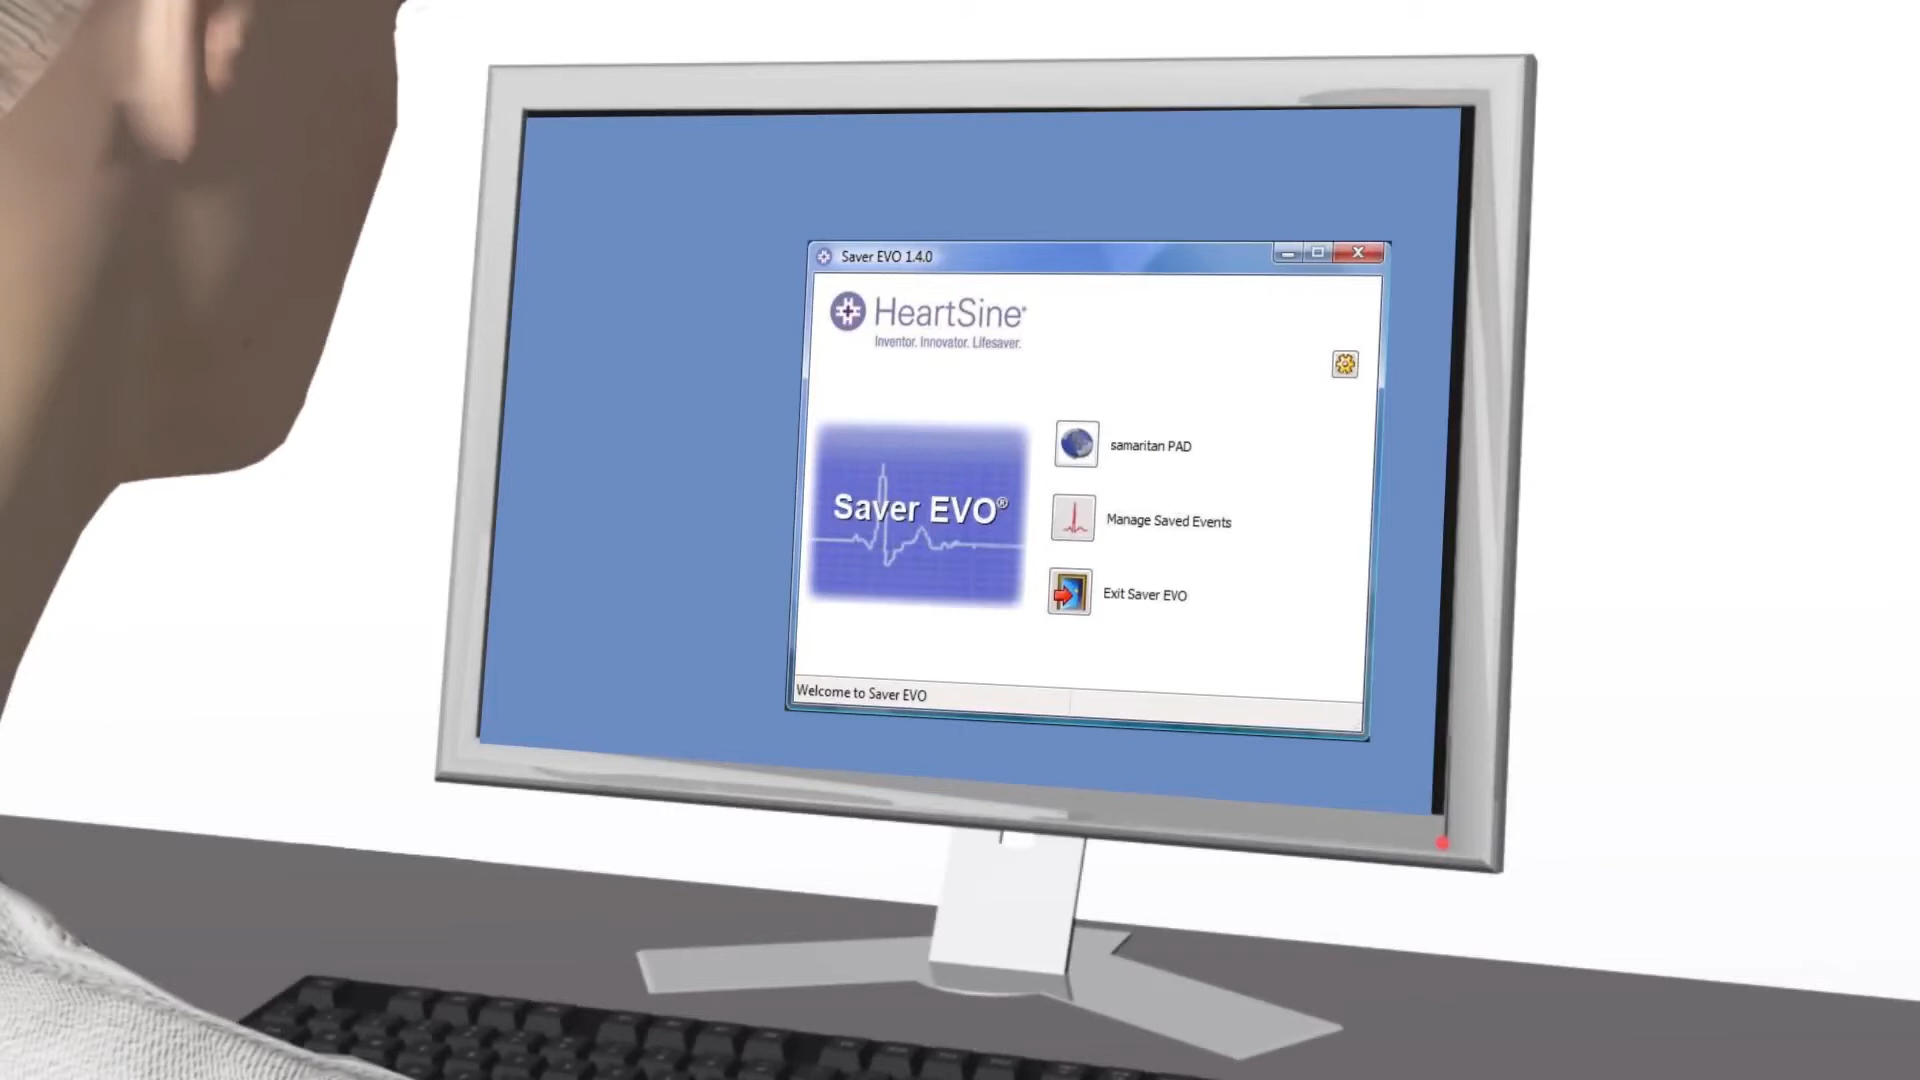 Saver EVO 1.4.0
HeartSine®
Inventor. Innovator. Lifesaver.
samaritan PAD
Saver EVO®
Manage Saved Events
Exit Saver EVO
Welcome to Saver EVO